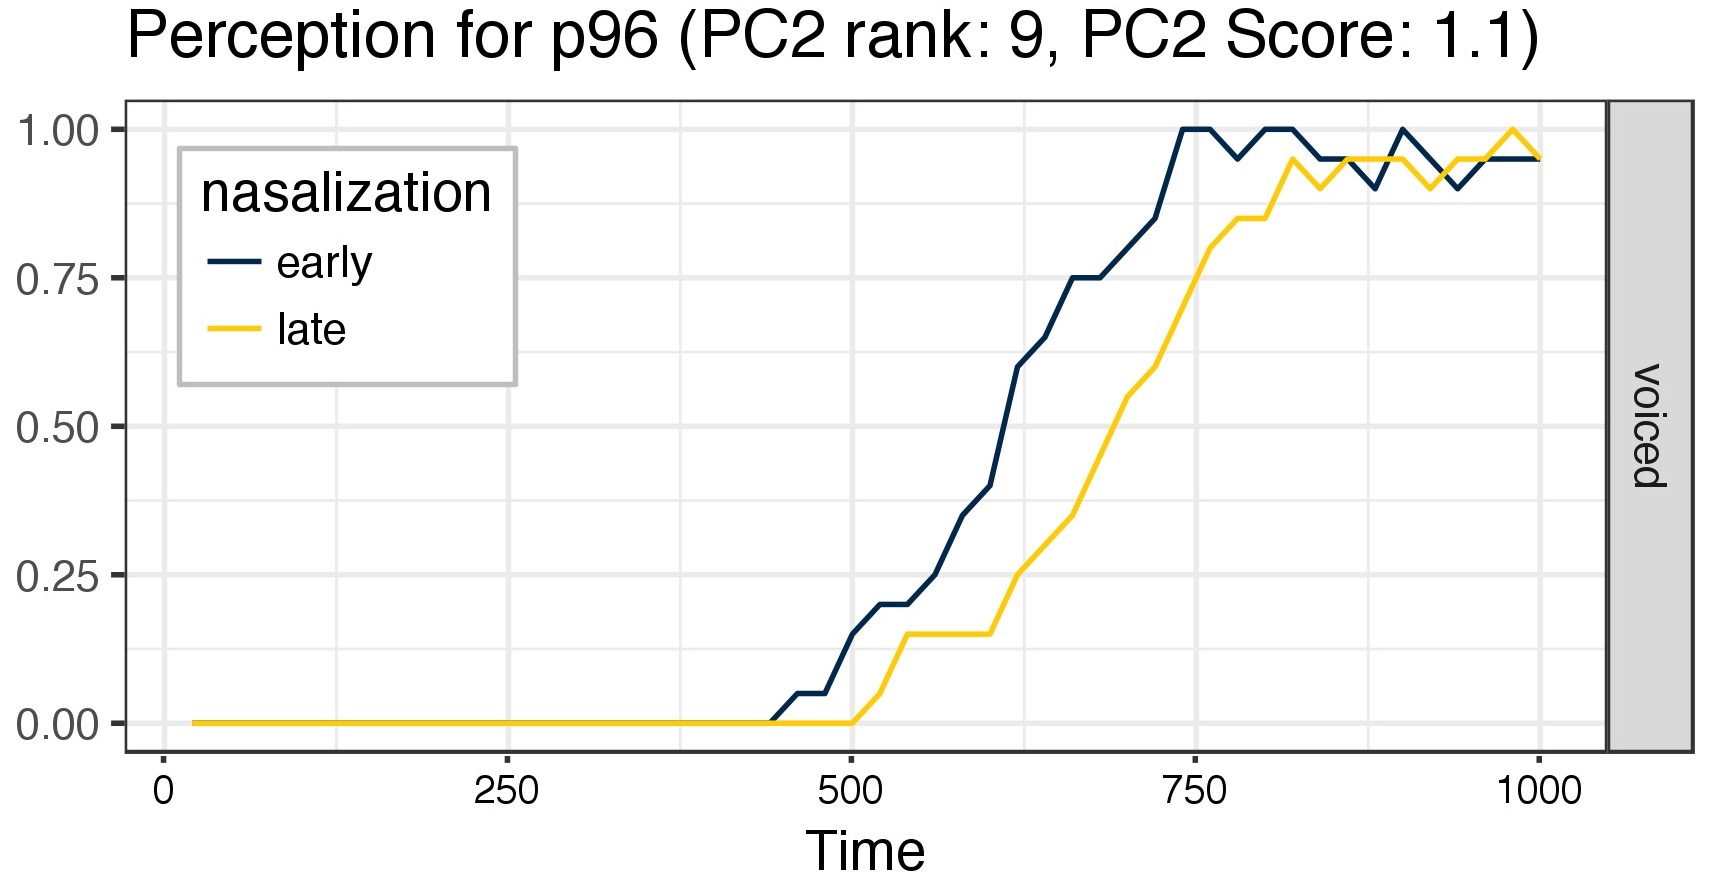 Perception for p96 (PC2 rank: 9, PC2 Score: 1.1)
1.00
0.75
0.50
0.25
0.00
nasalization
early
late
voiced
0 250 500 750 1000
Time